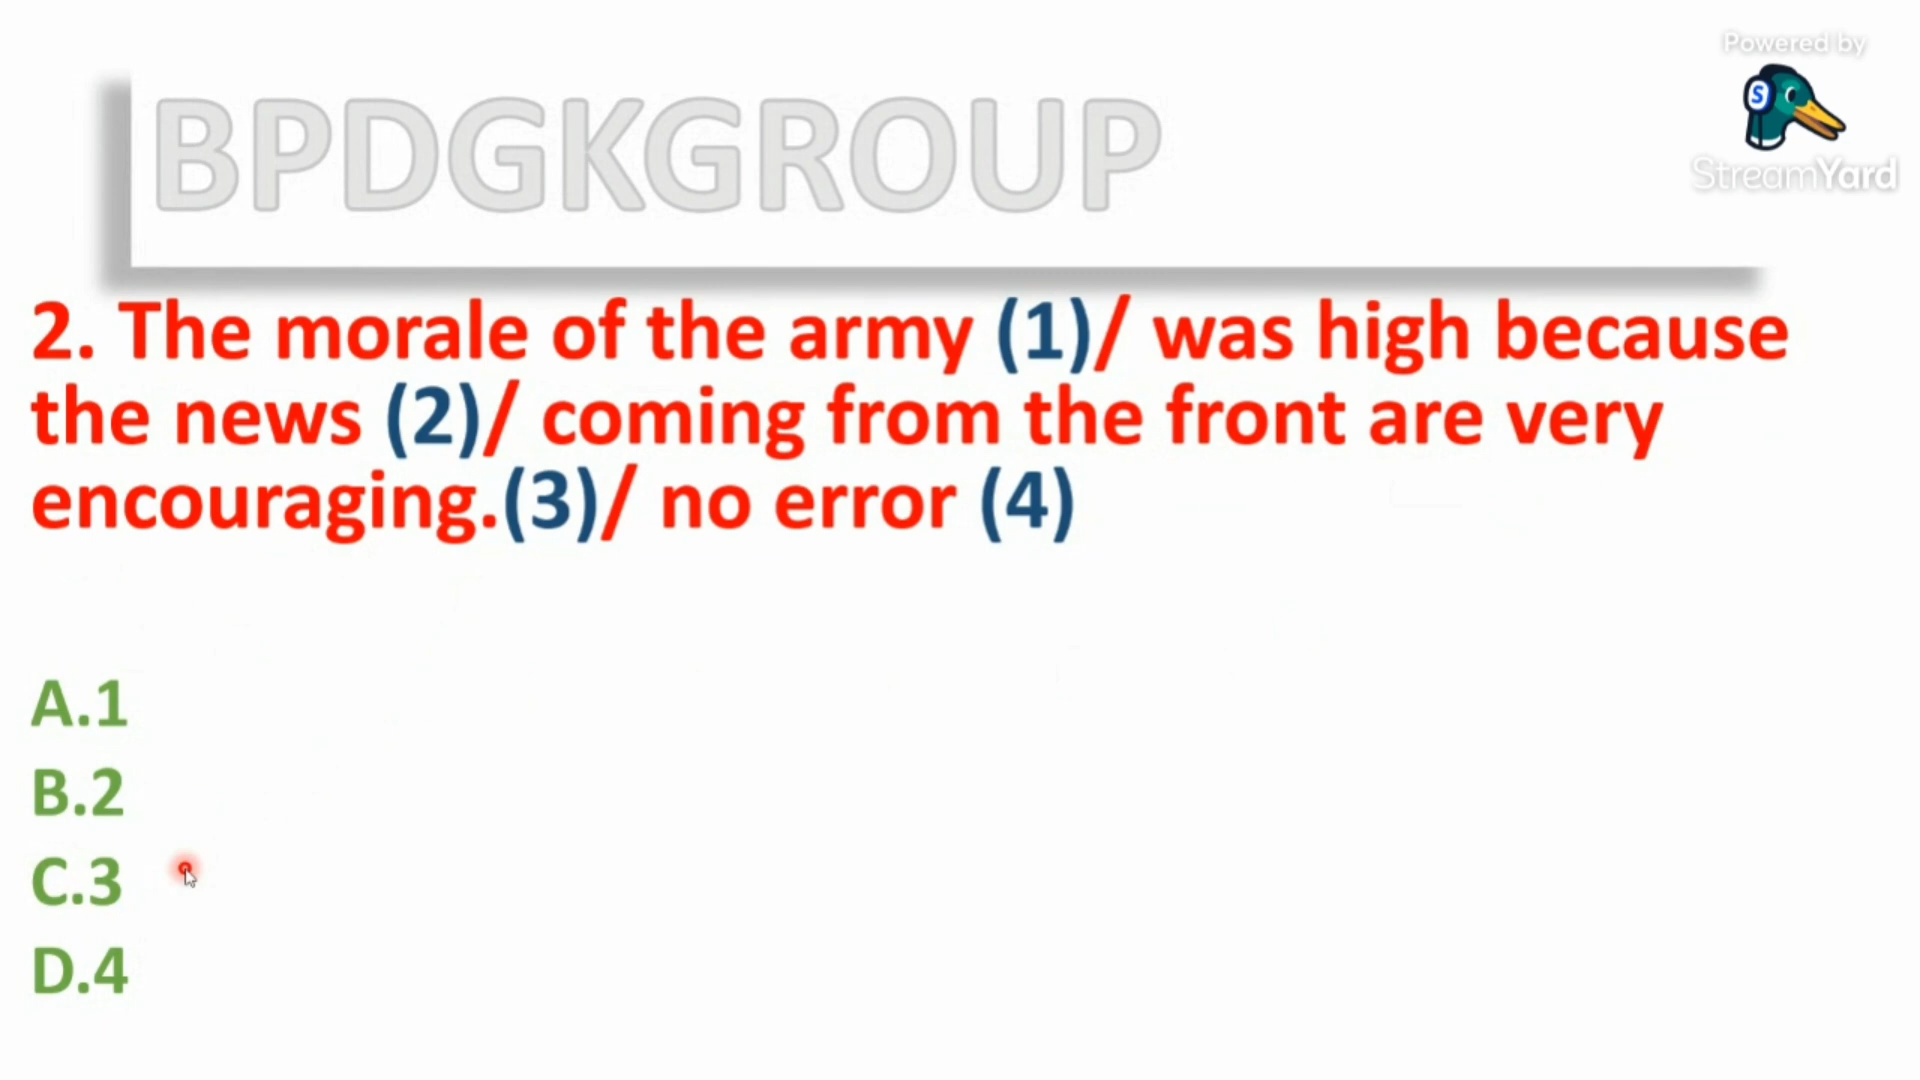 Powered by
BPDGKGROUP
StreamYard
2. The morale of the army (1)/ was high because
the news (2)/ coming from the front are very
encouraging.(3)/ no error (4)
A.1
B.2
C.3
D.4